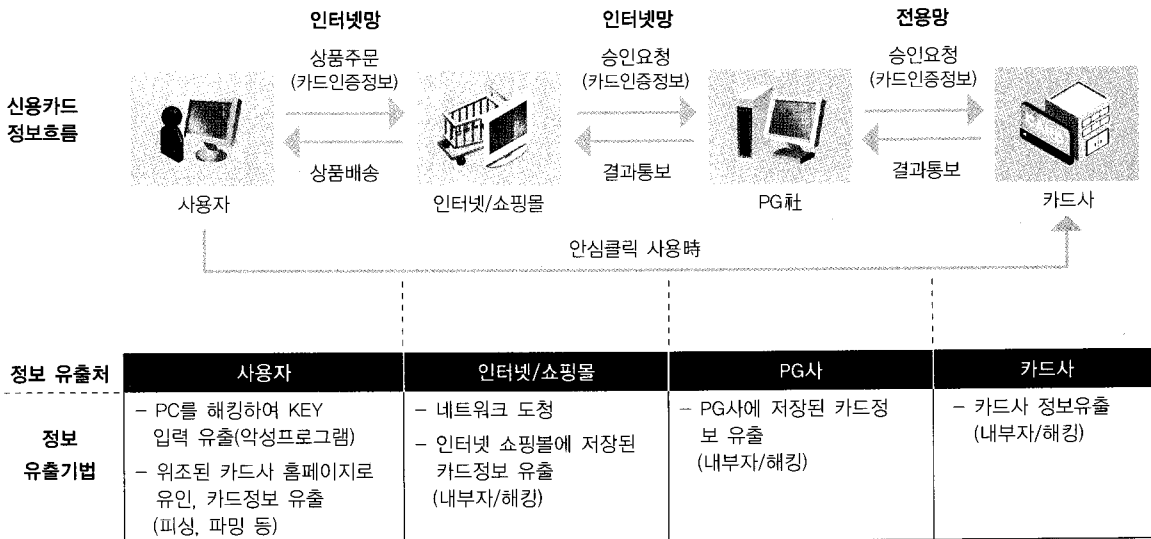 인터넷망 인터넷망 전용망
상품주문 승인요청 승인요청
(카드인증정보) (카드인증정보) (카드인증정보)
신용카드
정보흐름
상품배송 결과통보 결과통보
사용자 인터넷/쇼핑몰 PG社 카드사
안심클릭 사용時
정보 유출처 사용자 인터넷/쇼핑몰 PG사 카드사
정보
유출기법
– PC를 해킹하여 KEY
입력 유출(악성프로그램)
– 위조된 카드사 홈페이지로
유인, 카드정보 유출
(피싱, 파밍 등)
– 네트워크 도청
– 인터넷 쇼핑볼에 저장된
카드정보 유출
(내부자/해킹)
– PG사에 저장된 카드정
보 유출
(내부자/해킹)
– 카드사 정보유출
(내부자/해킹)